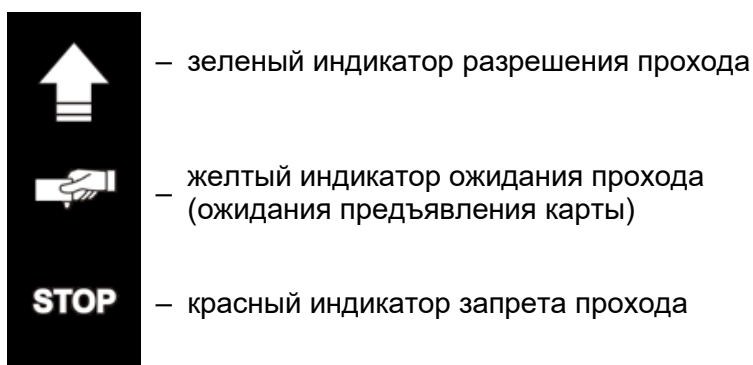 – зеленый индикатор разрешения прохода
– желтый индикатор ожидания прохода
(ожидания предъявления карты)
STOP – красный индикатор запрета прохода